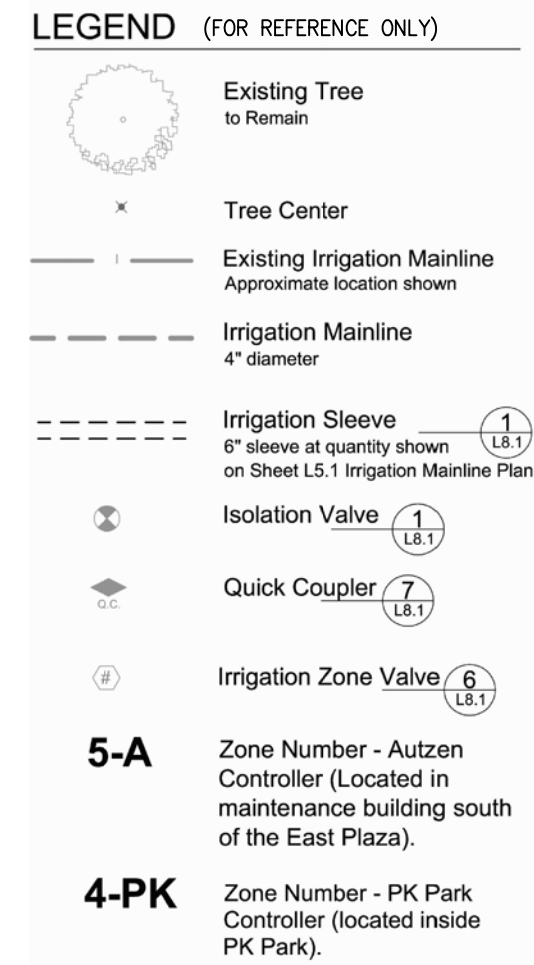 LEGEND (FOR REFERENCE ONLY)
Existing Tree
to Remain
Tree Center
Existing Irrigation Mainline
Approximate location shown
Irrigation Mainline
4" diameter
Irrigation Sleeve
1
L8.1
6" sleeve at quantity shown
on Sheet L5.1 Irrigation Mainline Plan
Isolation Valve
1
L8.1
Q.C.
Quick Coupler
7
L8.1
#
Irrigation Zone Valve
6
L8.1
5-A
Zone Number - Autzen
Controller (Located in
maintenance building south
of the East Plaza).
4-PK
Zone Number - PK Park
Controller (located inside
PK Park).